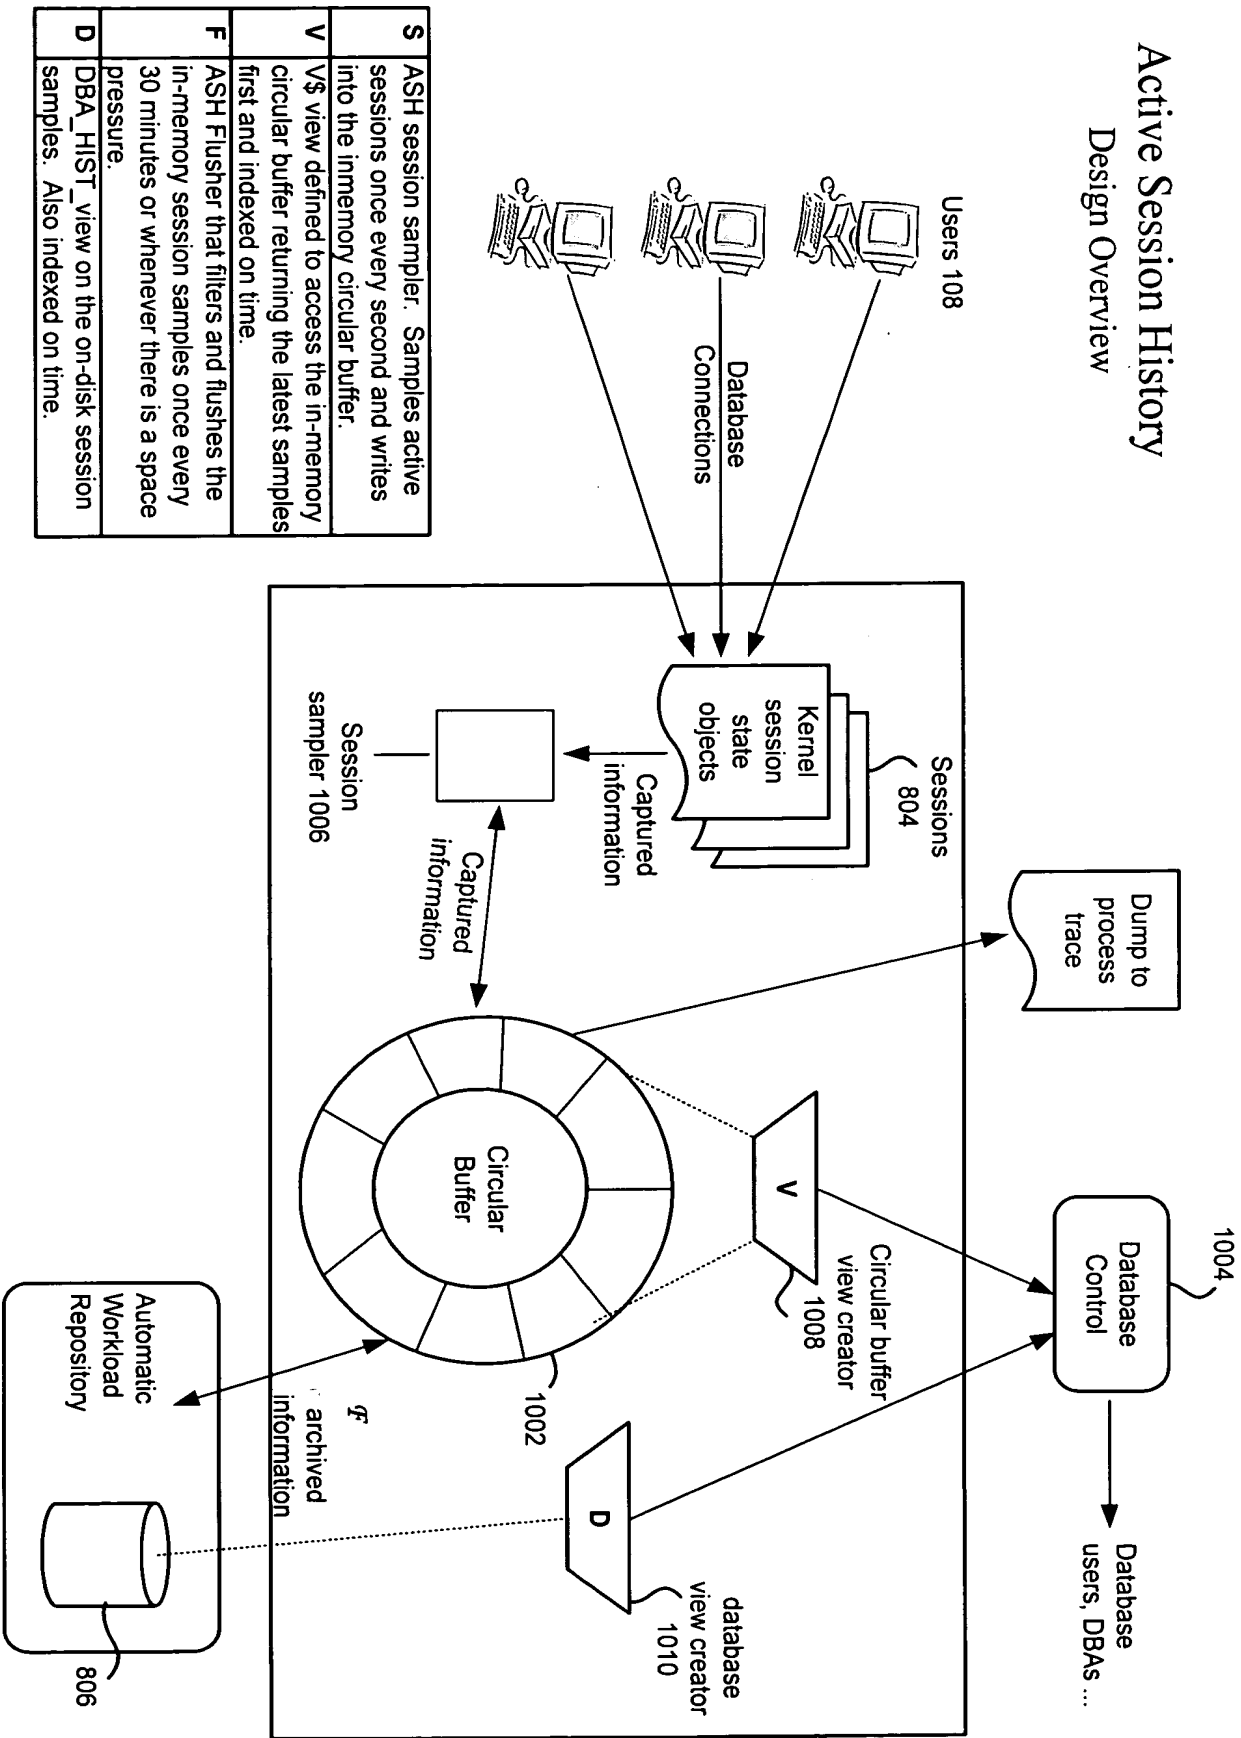 Active Session History
Design Overview
Users 108
Database
Connections
Sessions
804
Kernel
session
state
objects
Captured
information
Session
sampler 1006
Captured
information
Dump to
process
trace
1004
Database
Control
Database
users, DBAs ...
V
Circular buffer
view creator
1008
Circular
Buffer
1002
D
database
view creator
1010
F
archived
information
Automatic
Workload
Repository
806
S ASH session sampler. Samples active
sessions once every second and writes
into the inmemory circular buffer.
V V$ view defined to access the in-memory
circular buffer returning the latest samples
first and indexed on time.
F ASH Flusher that filters and flushes the
in-memory session samples once every
30 minutes or whenever there is a space
pressure.
D DBA_HIST_view on the on-disk session
samples. Also indexed on time.